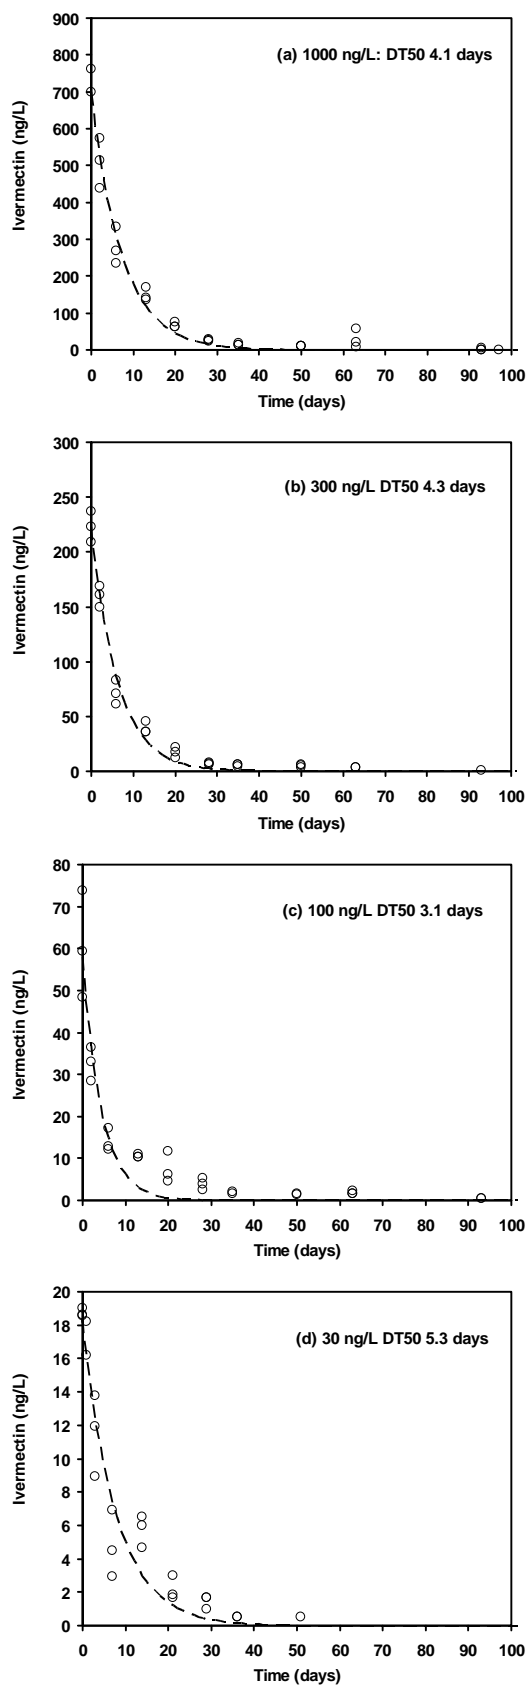 900
(a) 1000 ng/L: DT50 4.1 days
800
700
600
500
400
300
200
100
0
Ivermectin (ng/L)
0 10 20 30 40 50 60 70 80 90 100
Time (days)
300
(b) 300 ng/L DT50 4.3 days
250
200
150
100
50
0
Ivermectin (ng/L)
0 10 20 30 40 50 60 70 80 90 100
Time (days)
80
(c) 100 ng/L DT50 3.1 days
70
60
50
40
30
20
10
0
Ivermectin (ng/L)
0 10 20 30 40 50 60 70 80 90 100
Time (days)
20
(d) 30 ng/L DT50 5.3 days
18
16
14
12
10
8
6
4
2
0
Ivermectin (ng/L)
0 10 20 30 40 50 60 70 80 90 100
Time (days)